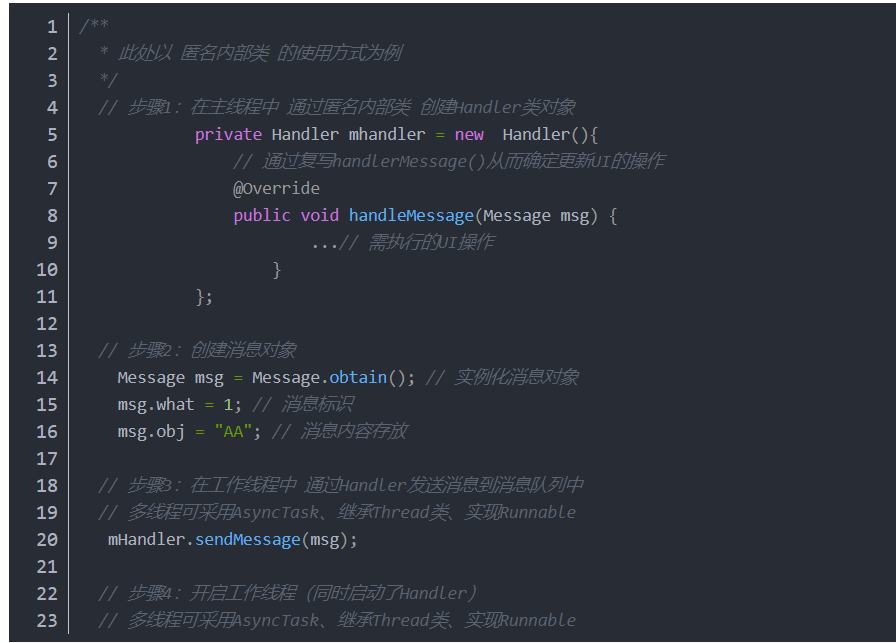 1 /**
2 * 此处以 匿名内部类 的使用方式为例
3 */
4 // 步骤1：在主线程中 通过匿名内部类 创建Handler类对象
5 private Handler mhandler = new  Handler(){
6 // 通过复写handlerMessage()从而确定更新UI的操作
7 @Override
8 public void handleMessage(Message msg) {
9 ...// 需执行的UI操作
10 }
11 };
12
13 // 步骤2：创建消息对象
14 Message msg = Message.obtain(); // 实例化消息对象
15 msg.what = 1; // 消息标识
16 msg.obj = "AA"; // 消息内容存放
17
18 // 步骤3：在工作线程中 通过Handler发送消息到消息队列中
19 // 多线程可采用AsyncTask、继承Thread类、实现Runnable
20 mHandler.sendMessage(msg);
21
22 // 步骤4：开启工作线程（同时启动了Handler）
23 // 多线程可采用AsyncTask、继承Thread类、实现Runnable